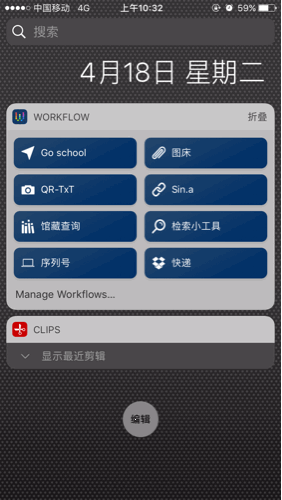 中国移动 4G 上午10:32 59%
搜索
4月18日 星期二
WORKFLOW 折叠
Go school 图床
QR-TxT Sin.a
馆藏查询 检索小工具
序列号 快递
Manage Workflows...
CLIPS
显示最近剪辑
编辑